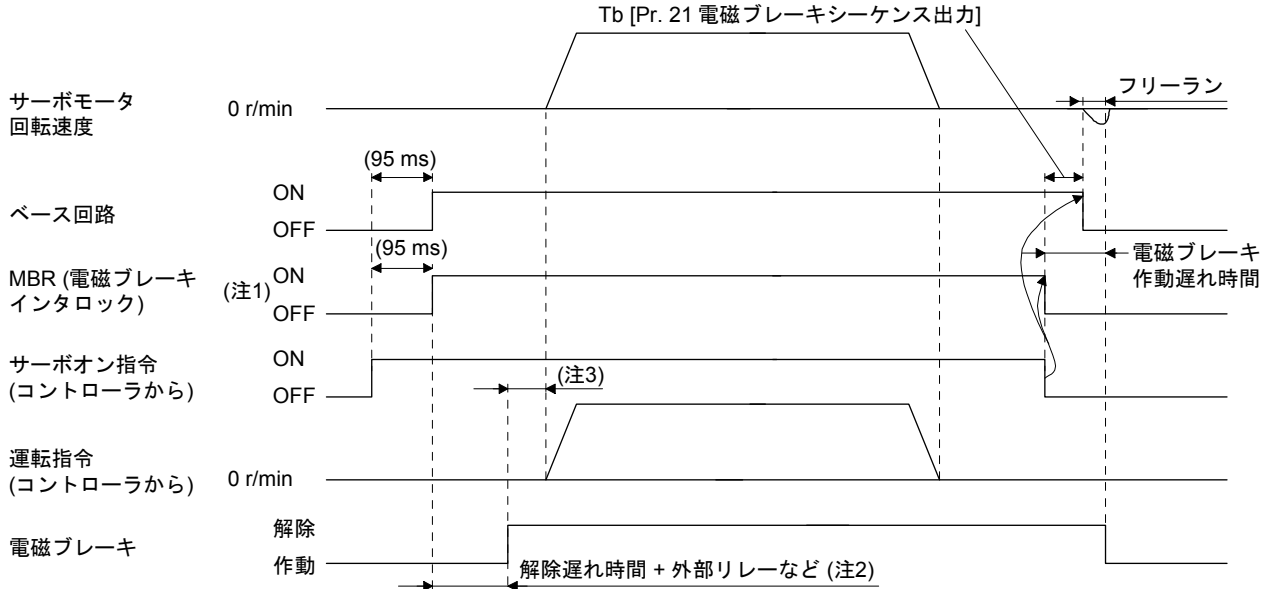 Tb [Pr. 21 電磁ブレーキシーケンス出力]
フリーラン
サーボモータ
回転速度
0 r/min
(95 ms)
ベース回路
ON
OFF
(95 ms)
電磁ブレーキ
作動遅れ時間
MBR (電磁ブレーキ
インタロック)
(注1)
ON
OFF
サーボオン指令
(コントローラから)
ON
OFF
(注3)
運転指令
(コントローラから)
0 r/min
電磁ブレーキ
解除
作動
解除遅れ時間 + 外部リレーなど (注2)